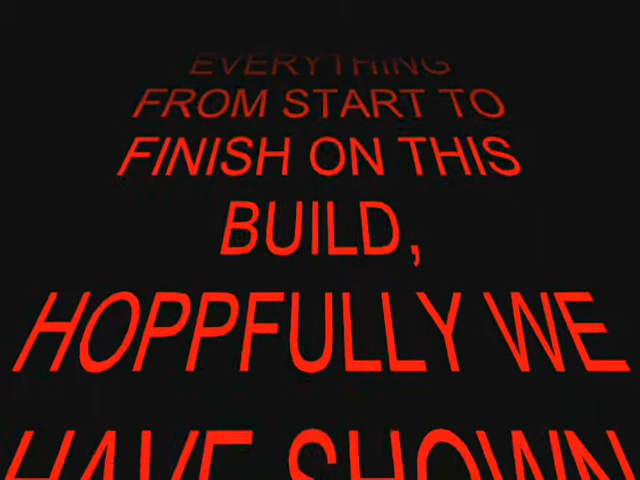 EVERYTHING
FROM START TO
FINISH ON THIS
BUILD,
HOPPFULLY WE
HAVE SHOWN